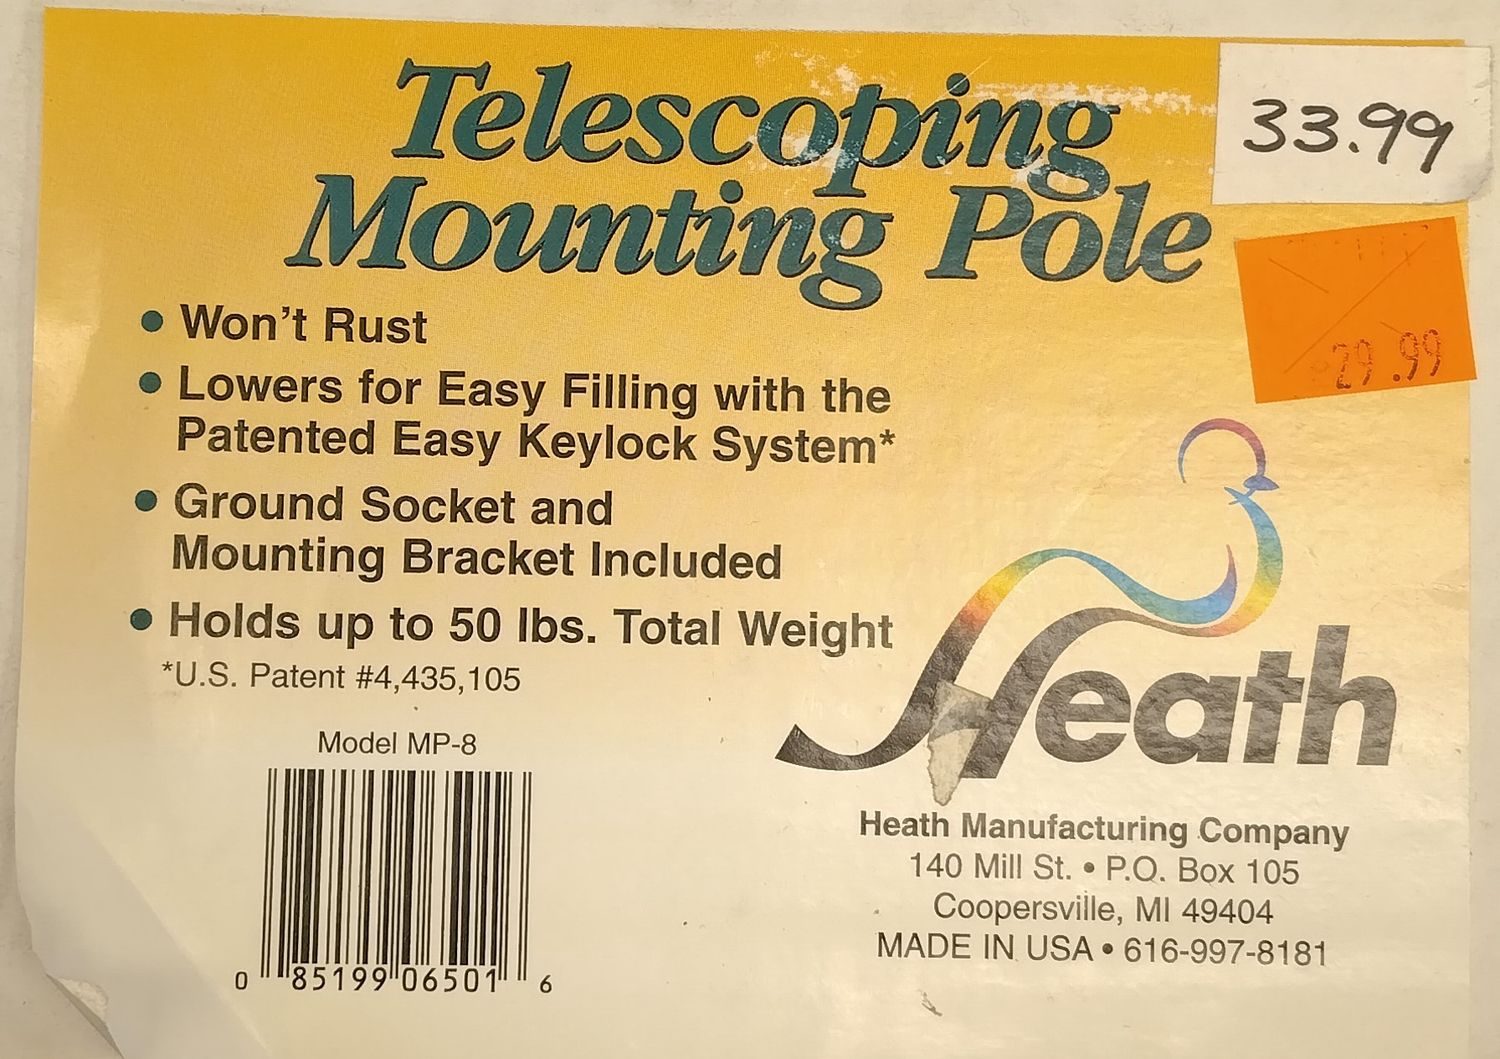 Telescoping
Mounting Pole
33.99
29.99
• Won't Rust
• Lowers for Easy Filling with the
Patented Easy Keylock System*
• Ground Socket and
Mounting Bracket Included
• Holds up to 50 lbs. Total Weight
*U.S. Patent #4,435,105
Model MP-8
0 85199 06501 6
Heath
Heath Manufacturing Company
140 Mill St. • P.O. Box 105
Coopersville, MI 49404
MADE IN USA • 616-997-8181